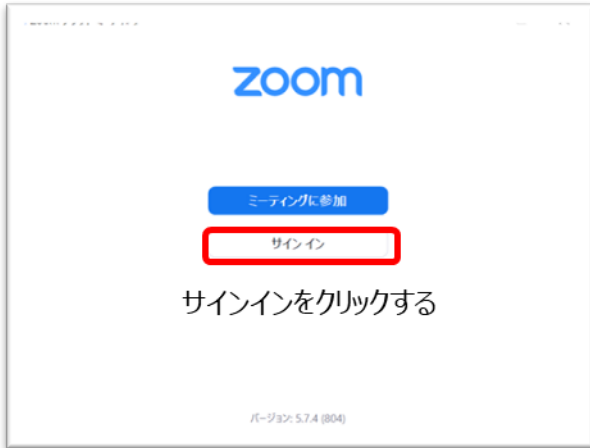 zoom
ミーティングに参加
サイン イン
サインインをクリックする
バージョン: 5.7.4 (804)